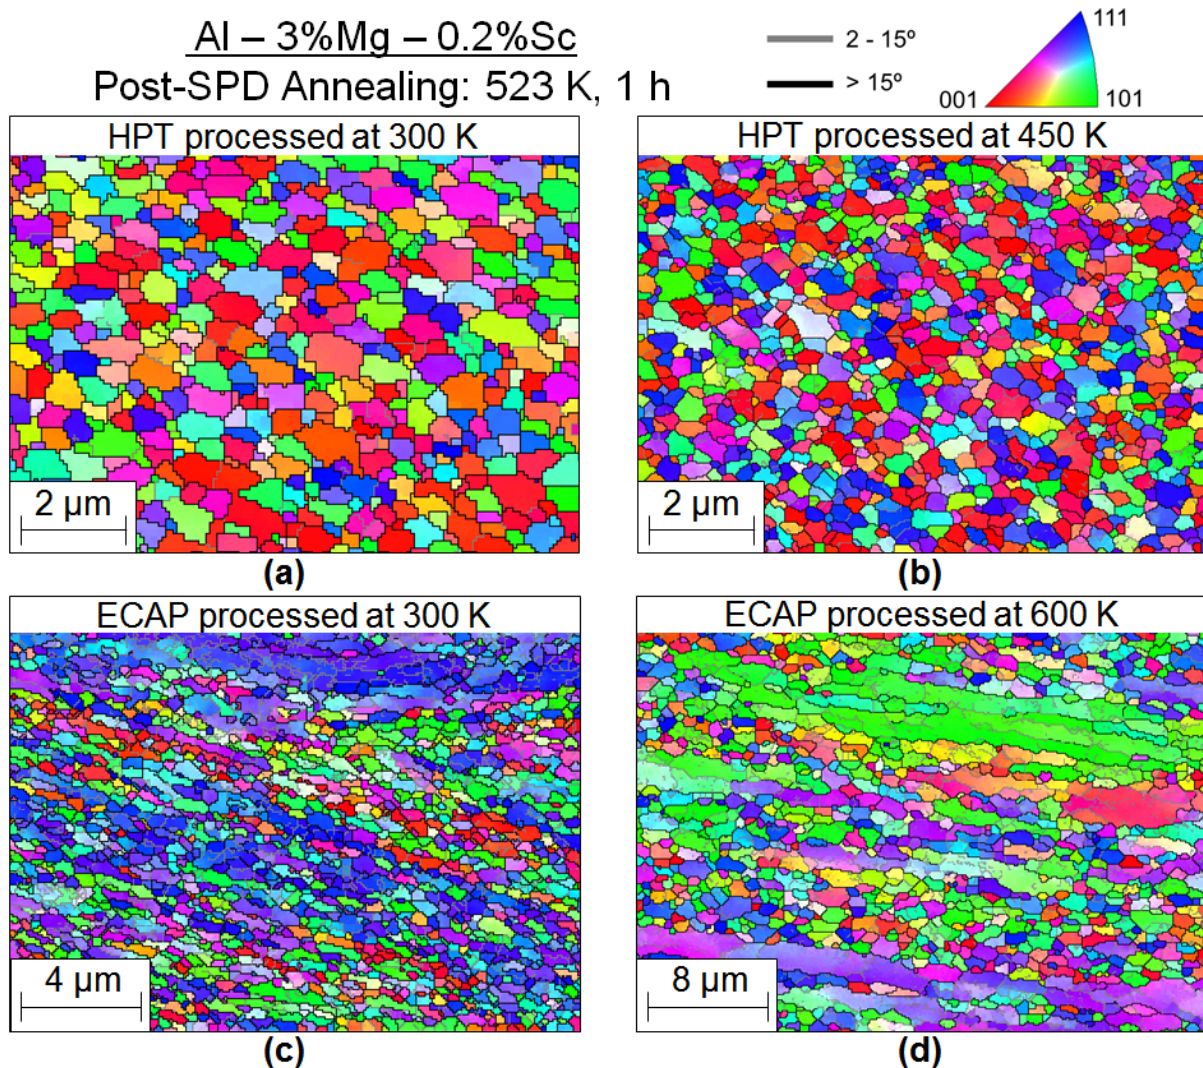 Al – 3%Mg – 0.2%Sc
Post-SPD Annealing: 523 K, 1 h
2 - 15º
> 15º
111
001
101
HPT processed at 300 K
2 µm
(a)
HPT processed at 450 K
2 µm
(b)
ECAP processed at 300 K
4 µm
(c)
ECAP processed at 600 K
8 µm
(d)